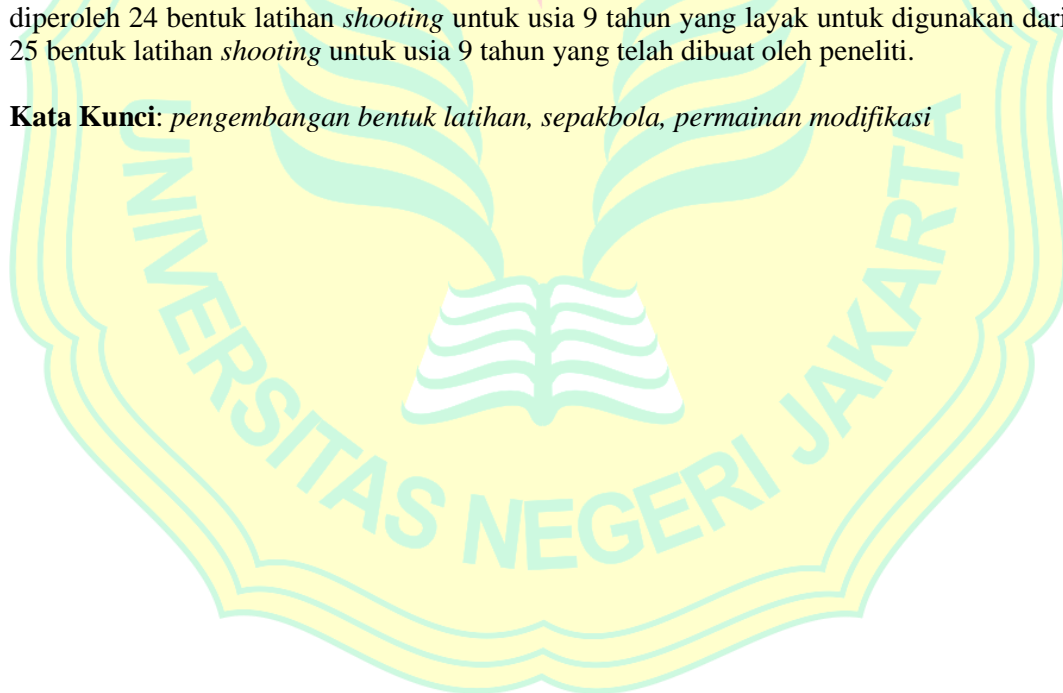 diperoleh 24 bentuk latihan shooting untuk usia 9 tahun yang layak untuk digunakan dari
25 bentuk latihan shooting untuk usia 9 tahun yang telah dibuat oleh peneliti.
Kata Kunci: pengembangan bentuk latihan, sepakbola, permainan modifikasi
UNIVERSITAS NEGERI JAKARTA